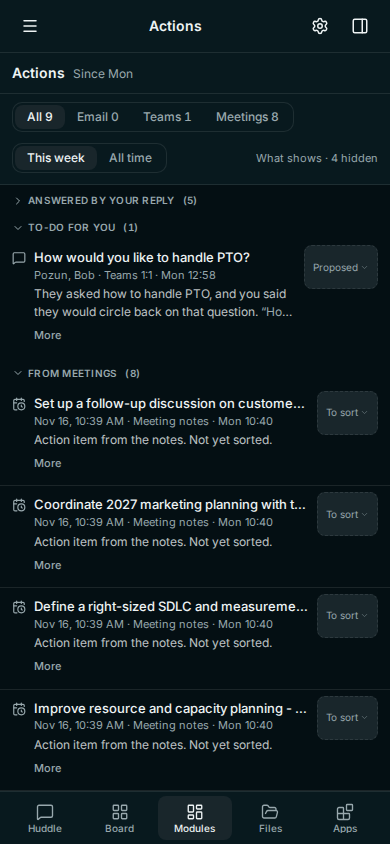 Actions
Actions Since Mon
All 9 Email 0 Teams 1 Meetings 8
This week All time What shows · 4 hidden
ANSWERED BY YOUR REPLY (5)
TO-DO FOR YOU (1)
How would you like to handle PTO?
Proposed
Pozun, Bob · Teams 1:1 · Mon 12:58
They asked how to handle PTO, and you said
they would circle back on that question. "Ho...
More
FROM MEETINGS (8)
Set up a follow-up discussion on custome...
To sort
Nov 16, 10:39 AM · Meeting notes · Mon 10:40
Action item from the notes. Not yet sorted.
More
Coordinate 2027 marketing planning with t...
To sort
Nov 16, 10:39 AM · Meeting notes · Mon 10:40
Action item from the notes. Not yet sorted.
More
Define a right-sized SDLC and measureme...
To sort
Nov 16, 10:39 AM · Meeting notes · Mon 10:40
Action item from the notes. Not yet sorted.
More
Improve resource and capacity planning - ...
To sort
Nov 16, 10:39 AM · Meeting notes · Mon 10:40
Action item from the notes. Not yet sorted.
More
Huddle Board Modules Files Apps